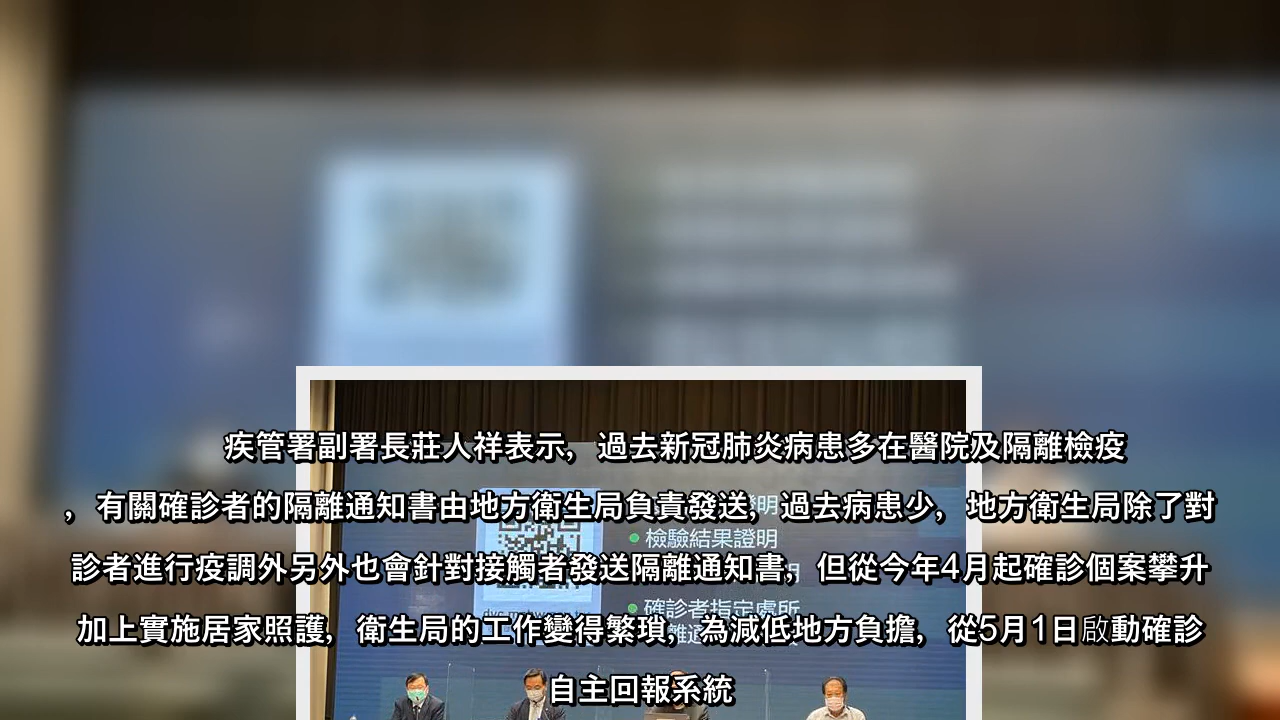 疾管署副署長莊人祥表示，過去新冠肺炎病患多在醫院及隔離檢疫
，有關確診者的隔離通知書由地方衛生局負責發送，過去病患少，地方衛生局除了對
診者進行疫調外另外也會針對接觸者發送隔離通知書，但從今年4月起確診個案攀升
加上實施居家照護，衛生局的工作變得繁瑣，為減低地方負擔，從5月1日啟動確診
自主回報系統
檢驗結果證明
確診者指定處所